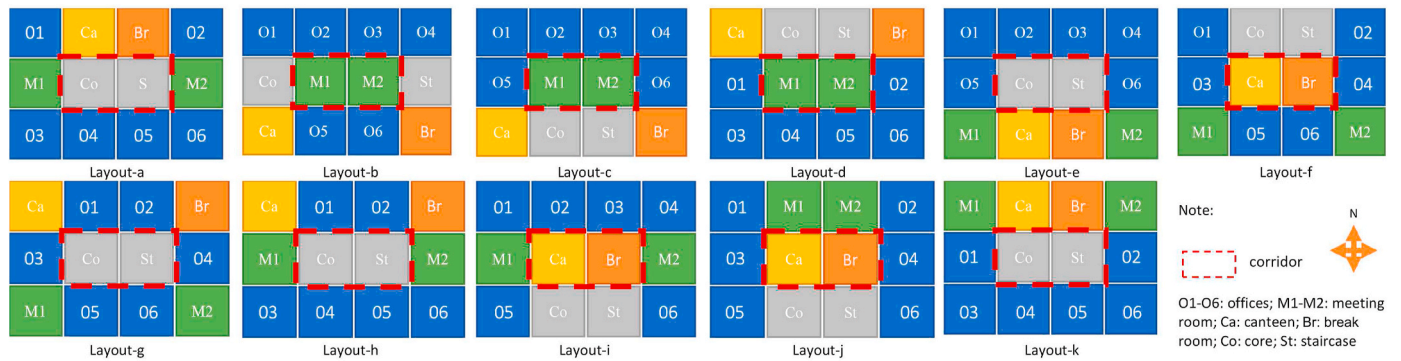 01 Ca Br 02
M1 Co S M2
03 04 05 06
Layout-a
O1 O2 O3 O4
Co M1 M2 St
Ca O5 O6 Br
Layout-b
O1 O2 O3 O4
O5 M1 M2 O6
Ca Co St Br
Layout-c
Ca Co St Br
01 M1 M2 02
03 04 05 06
Layout-d
O1 O2 O3 O4
O5 Co St O6
M1 Ca Br M2
Layout-e
Co St 02
03 Ca Br 04
M1 05 06 M2
Layout-f
Ca 01 02 Br
03 Co St 04
M1 05 06 M2
Layout-g
Ca 01 02 Br
M1 Co St M2
03 04 05 06
Layout-h
01 02 03 04
M1 Ca Br M2
05 Co St 06
Layout-i
01 M1 M2 02
03 Ca Br 04
05 Co St 06
Layout-j
M1 Ca Br M2
01 Co St 02
03 04 05 06
Layout-k
Note:
N
corridor
O1-O6: offices; M1-M2: meeting
room; Ca: canteen; Br: break
room; Co: core; St: staircase